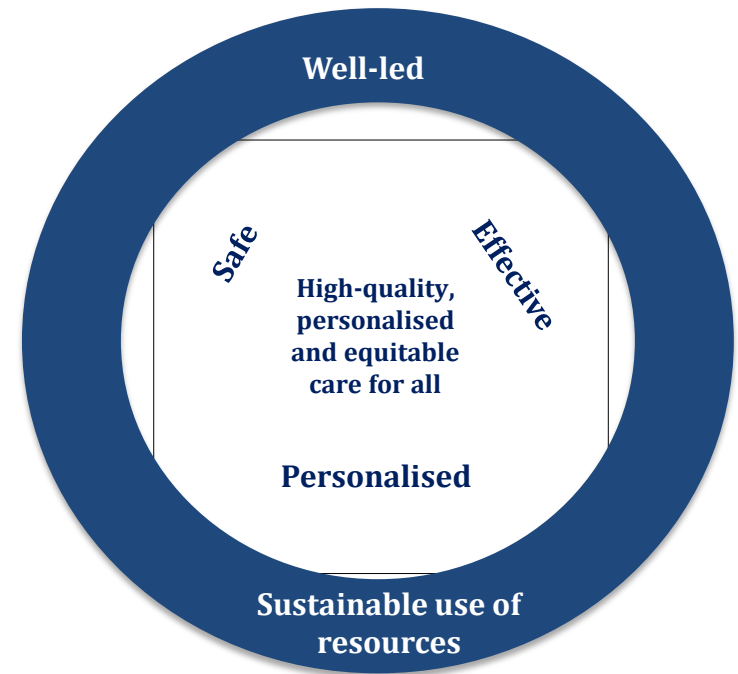 Well-led
Safe
Effective
High-quality,
personalised
and equitable
care for all
Personalised
Sustainable use of
resources